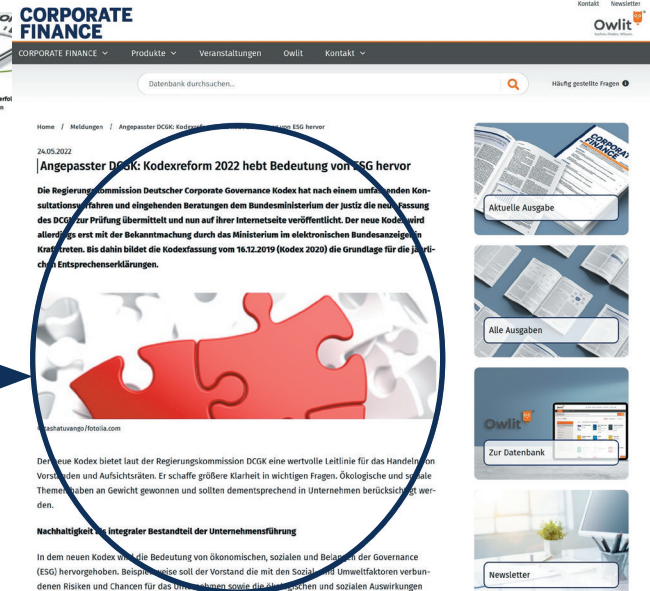 Kontakt Newsletter
CORPORATE
FINANCE
Owlit
CORPORATE FINANCE Produkte Veranstaltungen Owlit Kontakt
Datenbank durchsuchen...
Häufig gestellte Fragen
Home / Meldungen / Angepasster DCGK: von ESG hervor
24.05.2022
Angepasster DCGK: Kodexreform 2022 hebt Bedeutung von ESG hervor
Die Regierungskommission Deutscher Corporate Governance Kodex hat nach einem umfassenden Kon-
sultationsverfahren und eingehenden Beratungen dem Bundesministerium der Justiz die neue Fassung
des DCGK zur Prüfung übermittelt und nun auf ihrer Internetseite veröffentlicht. Der neue Kodex wird
allerdings erst mit der Bekanntmachung durch das Ministerium im elektronischen Bundesanzeiger in
Kraft treten. Bis dahin bildet die Kodexfassung vom 16.12.2019 (Kodex 2020) die Grundlage für die jährli-
chen Entsprechenserklärungen.
tashatuvango/fotolia.com
Der neue Kodex bietet laut der Regierungskommission DCGK eine wertvolle Leitlinie für das Handeln von
Vorständen und Aufsichtsräten. Er schaffe größere Klarheit in wichtigen Fragen. Ökologische und soziale
Themen haben an Gewicht gewonnen und sollten dementsprechend in Unternehmen berücksichtigt wer-
den.
Nachhaltigkeit als integraler Bestandteil der Unternehmensführung
In dem neuen Kodex wird die Bedeutung von ökonomischen, sozialen und Belangen der Governance
(ESG) hervorgehoben. Beispielsweise soll der Vorstand die mit den Sozial- und Umweltfaktoren verbun-
denen Risiken und Chancen für das Unternehmen sowie die ökologischen und sozialen Auswirkungen
Aktuelle Ausgabe
Alle Ausgaben
Owlit
Zur Datenbank
Newsletter